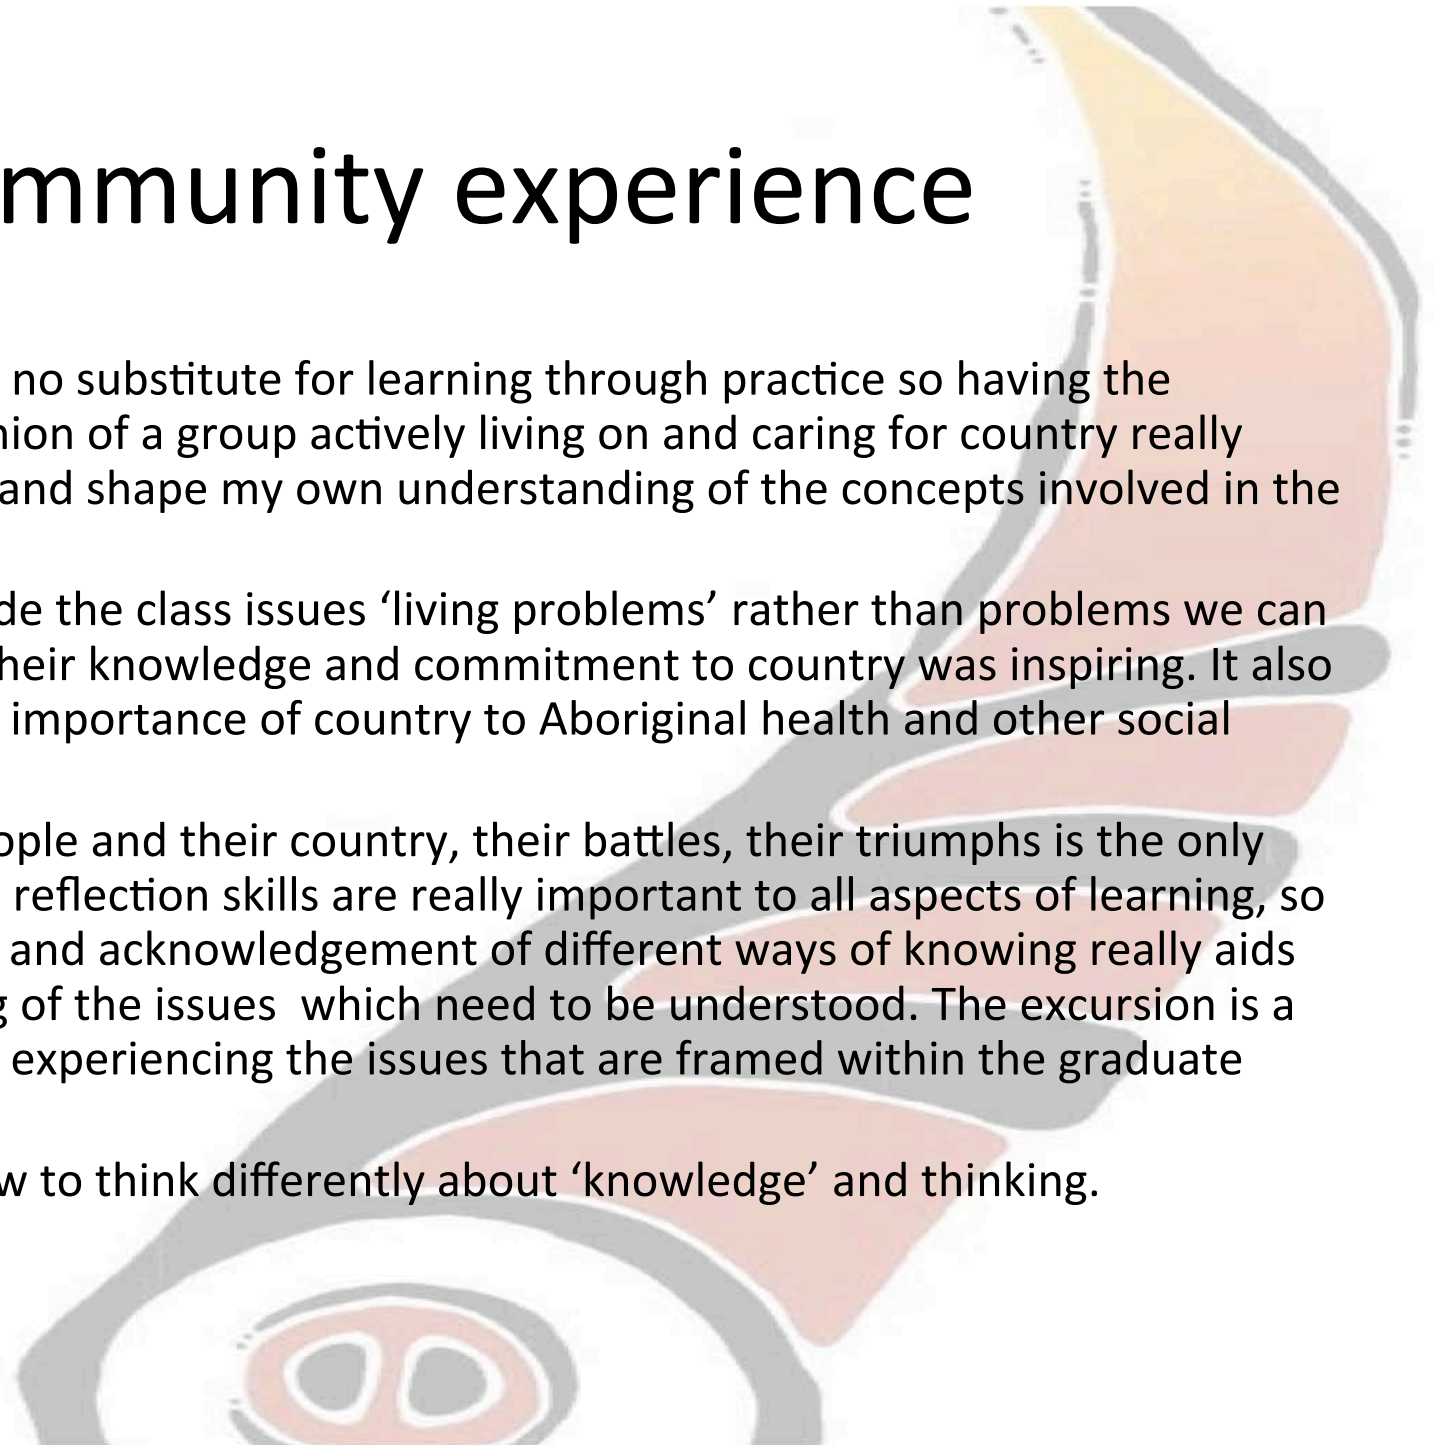 mmunity experience
no substitute for learning through practice so having the
nion of a group actively living on and caring for country really
and shape my own understanding of the concepts involved in the
de the class issues ‘living problems’ rather than problems we can
heir knowledge and commitment to country was inspiring. It also
importance of country to Aboriginal health and other social
ople and their country, their battles, their triumphs is the only
reflection skills are really important to all aspects of learning, so
and acknowledgement of different ways of knowing really aids
g of the issues  which need to be understood. The excursion is a
experiencing the issues that are framed within the graduate
w to think differently about ‘knowledge’ and thinking.